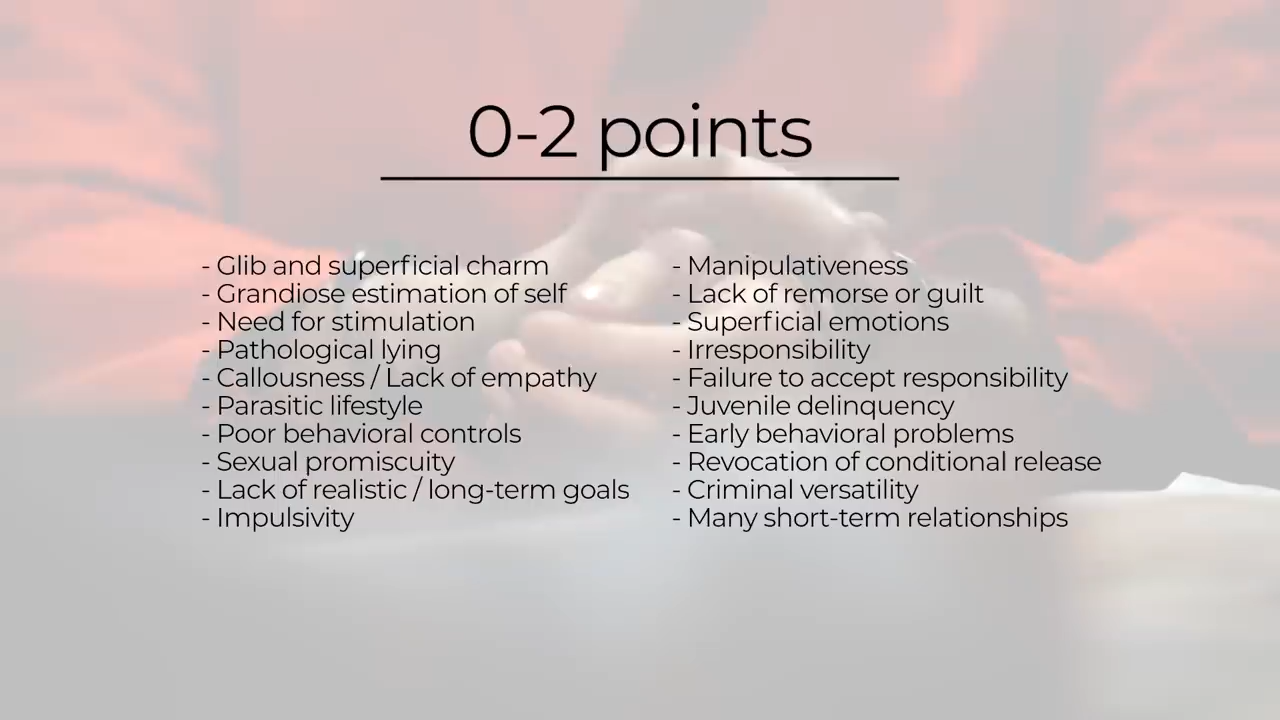 0-2 points
- Glib and superficial charm
- Grandiose estimation of self
- Need for stimulation
- Pathological lying
- Callousness / Lack of empathy
- Parasitic lifestyle
- Poor behavioral controls
- Sexual promiscuity
- Lack of realistic / long-term goals
- Impulsivity
- Manipulativeness
- Lack of remorse or guilt
- Superficial emotions
- Irresponsibility
- Failure to accept responsibility
- Juvenile delinquency
- Early behavioral problems
- Revocation of conditional release
- Criminal versatility
- Many short-term relationships